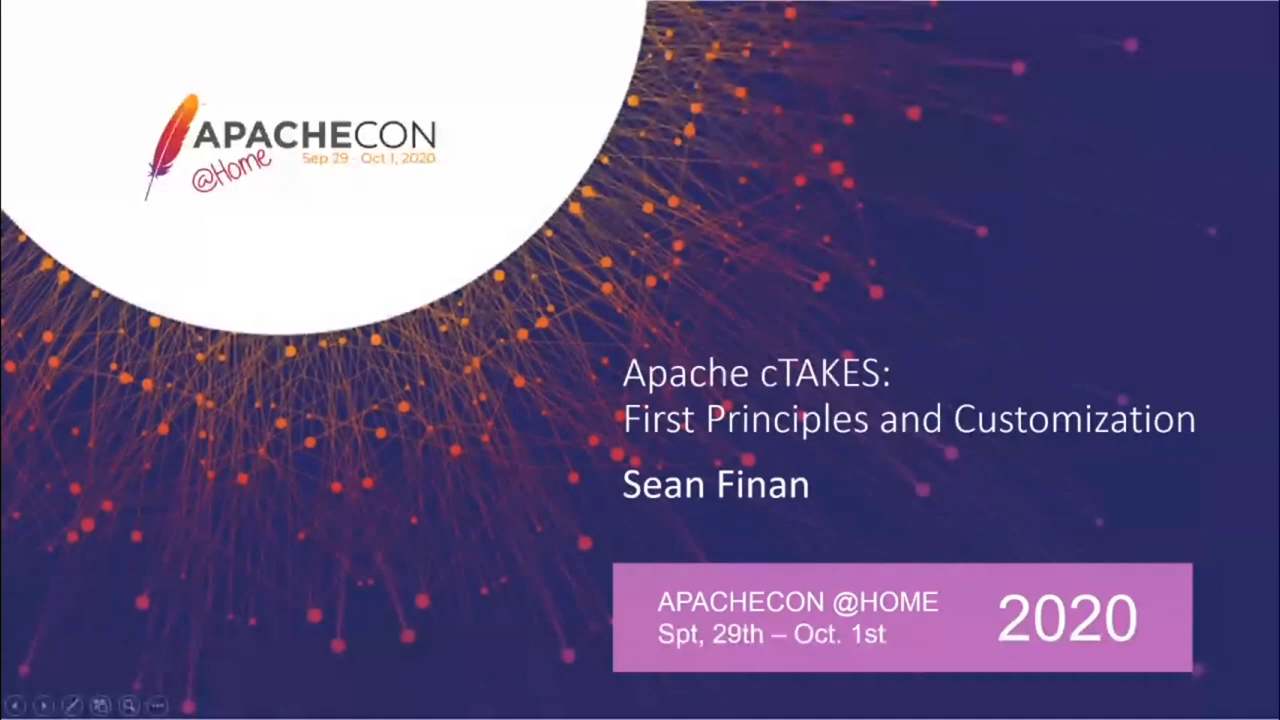 APACHECON
@Home
Sep 29 - Oct 1, 2020
Apache cTAKES:
First Principles and Customization
Sean Finan
APACHECON @HOME
Spt, 29th – Oct. 1st
2020